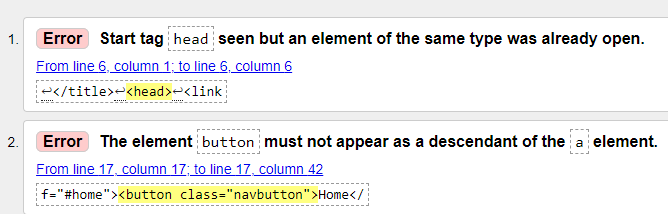 1. Error Start tag head seen but an element of the same type was already open.
From line 6, column 1; to line 6, column 6
↩</title>↩<head>↩<link
2. Error The element button must not appear as a descendant of the a element.
From line 17, column 17; to line 17, column 42
f="#home"><button class="navbutton">Home</